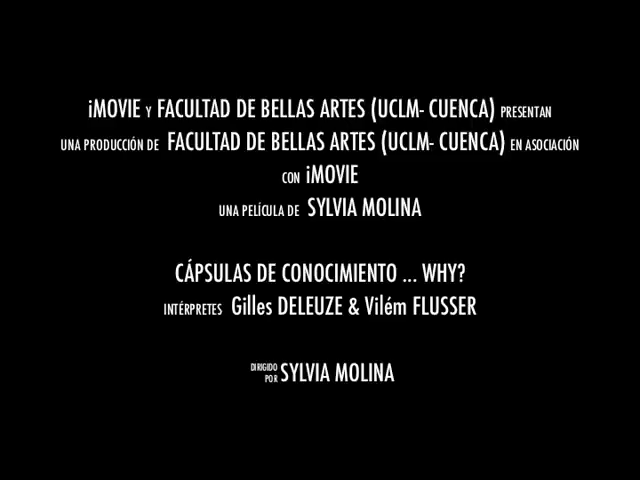 iMOVIE Y FACULTAD DE BELLAS ARTES (UCLM- CUENCA) PRESENTAN
UNA PRODUCCIÓN DE FACULTAD DE BELLAS ARTES (UCLM- CUENCA) EN ASOCIACIÓN
CON iMOVIE
UNA PELÍCULA DE SYLVIA MOLINA
CÁPSULAS DE CONOCIMIENTO ... WHY?
INTÉRPRETES Gilles DELEUZE & Vilém FLUSSER
DIRIGIDO POR SYLVIA MOLINA